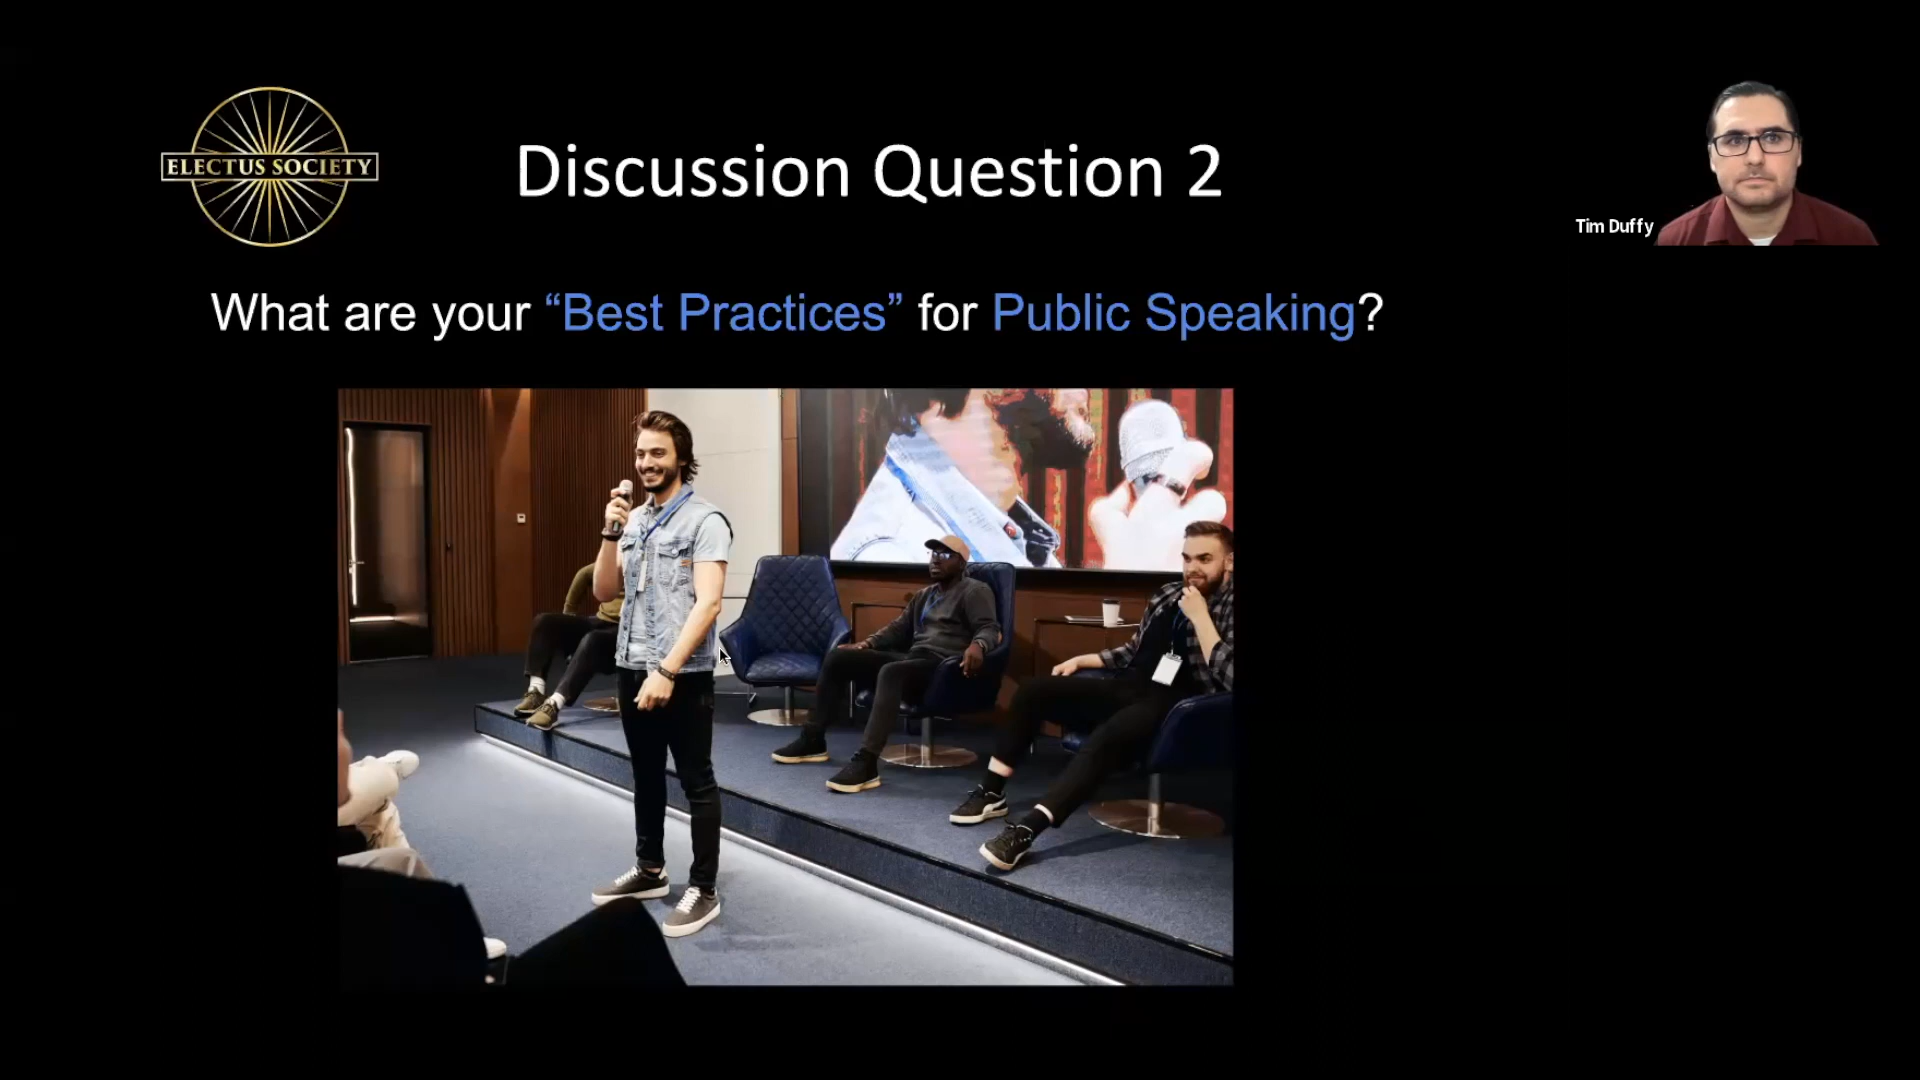 ELECTUS SOCIETY
Discussion Question 2
Tim Duffy
What are your “Best Practices” for Public Speaking?